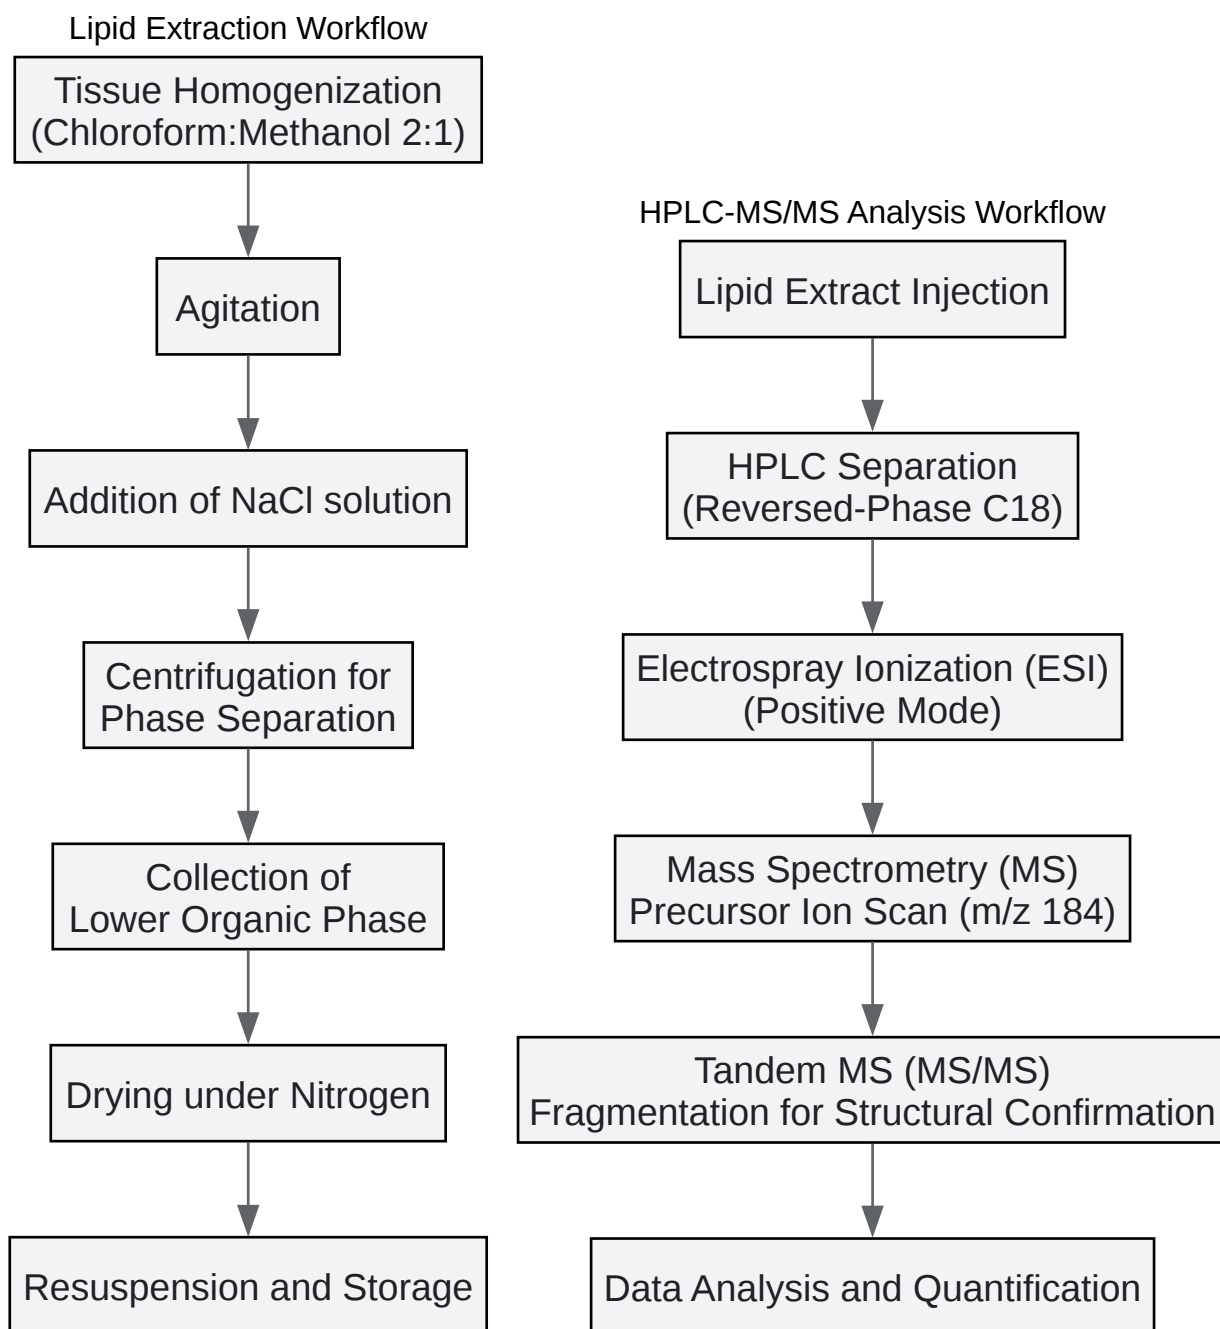 Lipid Extraction Workflow
Tissue Homogenization
(Chloroform:Methanol 2:1)
Agitation
Addition of NaCl solution
Centrifugation for
Phase Separation
Collection of
Lower Organic Phase
Drying under Nitrogen
Resuspension and Storage
HPLC-MS/MS Analysis Workflow
Lipid Extract Injection
HPLC Separation
(Reversed-Phase C18)
Electrospray Ionization (ESI)
(Positive Mode)
Mass Spectrometry (MS)
Precursor Ion Scan (m/z 184)
Tandem MS (MS/MS)
Fragmentation for Structural Confirmation
Data Analysis and Quantification